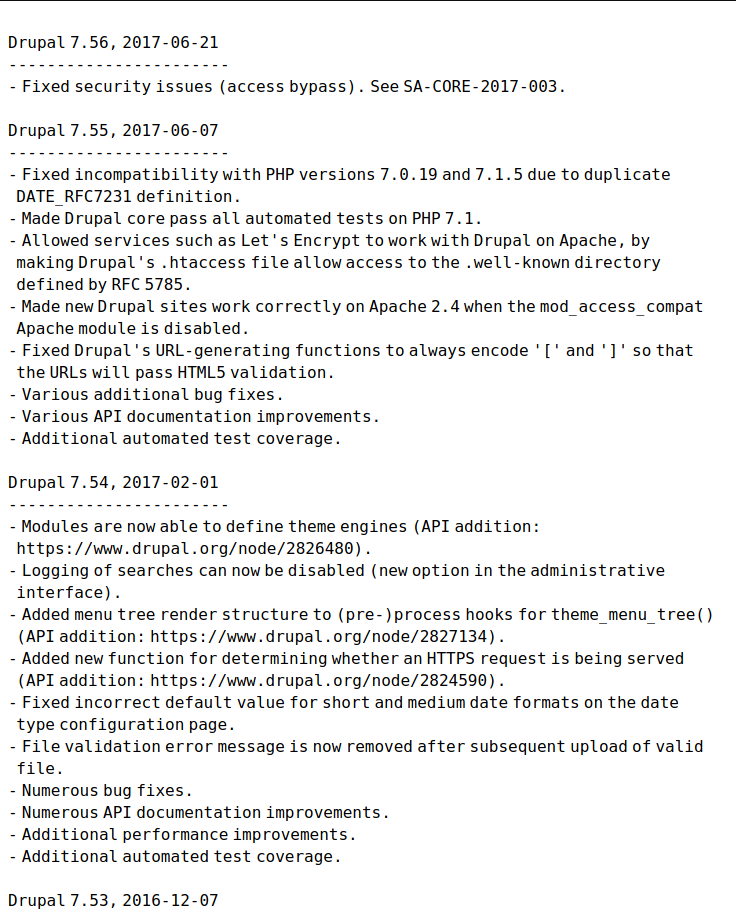 Drupal 7.56, 2017-06-21
-----------------------
- Fixed security issues (access bypass). See SA-CORE-2017-003.

Drupal 7.55, 2017-06-07
-----------------------
- Fixed incompatibility with PHP versions 7.0.19 and 7.1.5 due to duplicate
  DATE_RFC7231 definition.
- Made Drupal core pass all automated tests on PHP 7.1.
- Allowed services such as Let's Encrypt to work with Drupal on Apache, by
  making Drupal's .htaccess file allow access to the .well-known directory
  defined by RFC 5785.
- Made new Drupal sites work correctly on Apache 2.4 when the mod_access_compat
  Apache module is disabled.
- Fixed Drupal's URL-generating functions to always encode '[' and ']' so that
  the URLs will pass HTML5 validation.
- Various additional bug fixes.
- Various API documentation improvements.
- Additional automated test coverage.

Drupal 7.54, 2017-02-01
-----------------------
- Modules are now able to define theme engines (API addition:
  https://www.drupal.org/node/2826480).
- Logging of searches can now be disabled (new option in the administrative
  interface).
- Added menu tree render structure to (pre-)process hooks for theme_menu_tree()
  (API addition: https://www.drupal.org/node/2827134).
- Added new function for determining whether an HTTPS request is being served
  (API addition: https://www.drupal.org/node/2824590).
- Fixed incorrect default value for short and medium date formats on the date
  type configuration page.
- File validation error message is now removed after subsequent upload of valid
  file.
- Numerous bug fixes.
- Numerous API documentation improvements.
- Additional performance improvements.
- Additional automated test coverage.

Drupal 7.53, 2016-12-07